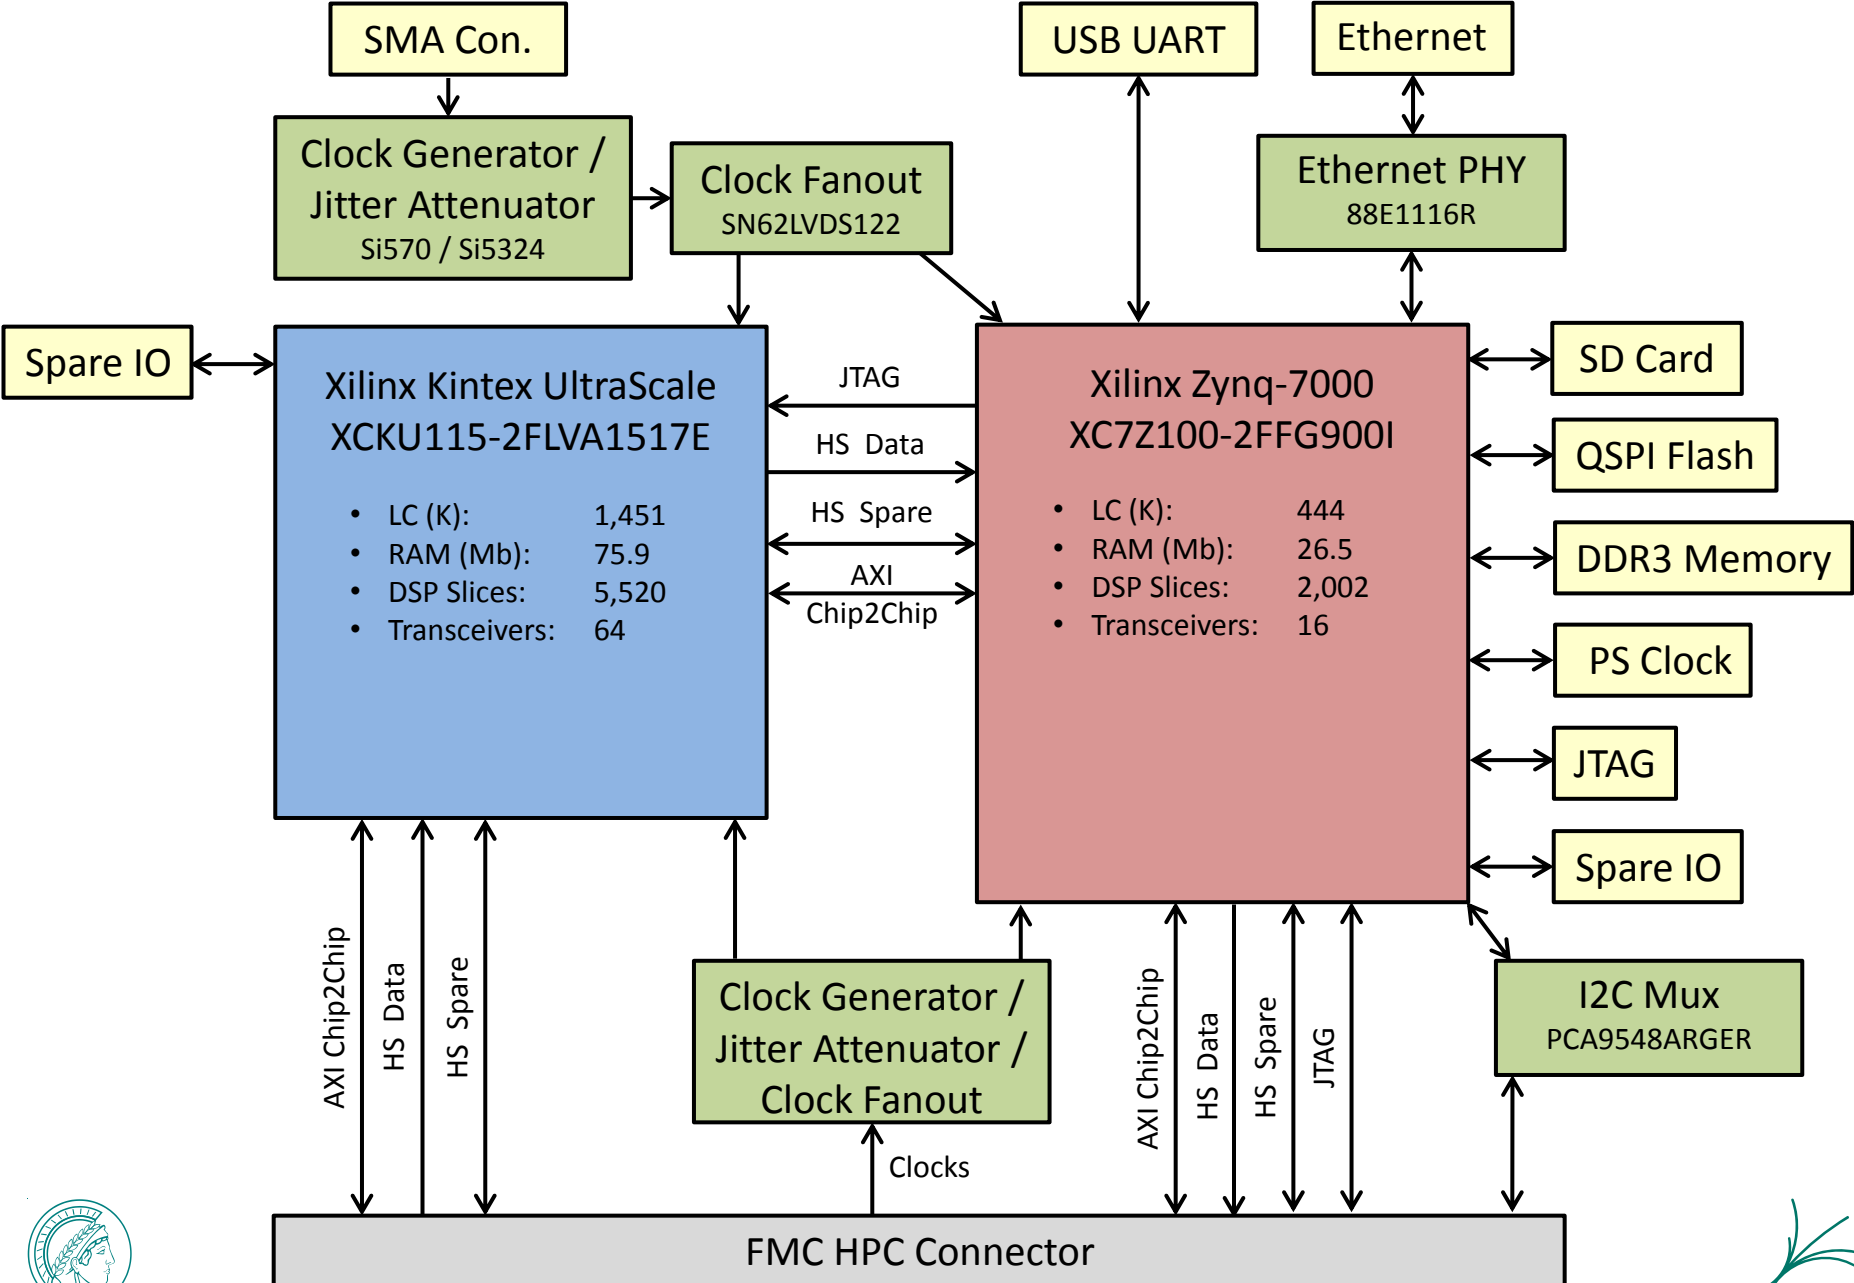 SMA Con.
USB UART
Ethernet
Clock Generator /
Jitter Attenuator
Si570 / Si5324
Clock Fanout
SN62LVDS122
Ethernet PHY
88E1116R
Spare IO
Xilinx Kintex UltraScale
XCKU115-2FLVA1517E
• LC (K): 1,451
• RAM (Mb): 75.9
• DSP Slices: 5,520
• Transceivers: 64
JTAG
HS Data
HS Spare
AXI
Chip2Chip
Xilinx Zynq-7000
XC7Z100-2FFG900I
• LC (K): 444
• RAM (Mb): 26.5
• DSP Slices: 2,002
• Transceivers: 16
SD Card
QSPI Flash
DDR3 Memory
PS Clock
JTAG
Spare IO
AXI Chip2Chip
HS Data
HS Spare
Clock Generator /
Jitter Attenuator /
Clock Fanout
Clocks
AXI Chip2Chip
HS Data
HS Spare
JTAG
I2C Mux
PCA9548ARGER
FMC HPC Connector